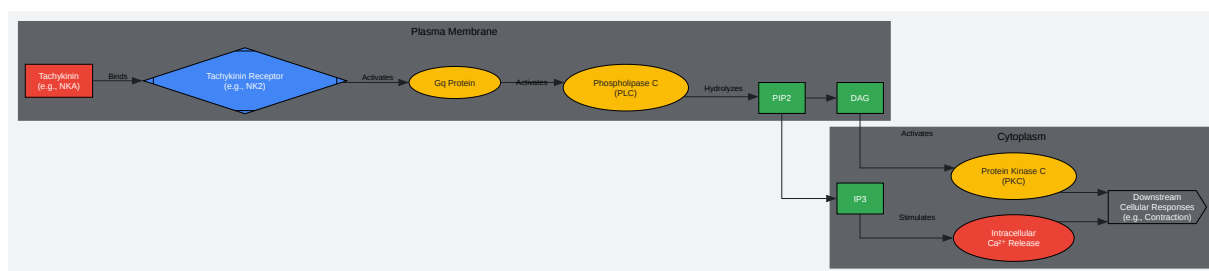 Plasma Membrane
Tachykinin
(e.g., NKA)
Binds
Tachykinin Receptor
(e.g., NK2)
Activates
Gq Protein
Activates
Phospholipase C
(PLC)
Hydrolyzes
PIP2
DAG
Activates
Cytoplasm
Protein Kinase C
(PKC)
IP3
Stimulates
Intracellular
Ca²⁺ Release
Downstream
Cellular Responses
(e.g., Contraction)